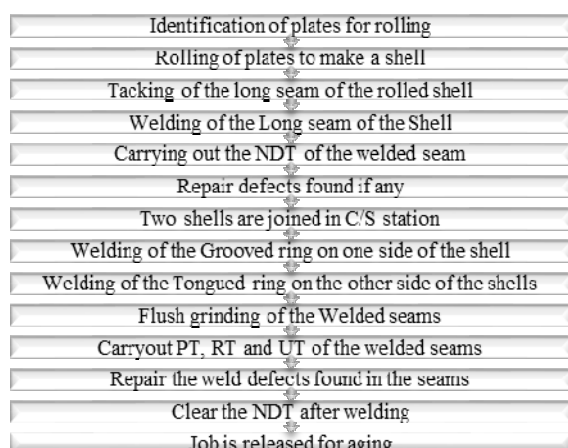 Identification of plates for rolling
Rolling of plates to make a shell
Tacking of the long seam of the rolled shell
Welding of the Long seam of the Shell
Carrying out the NDT of the welded seam
Repair defects found if any
Two shells are joined in C/S station
Welding of the Grooved ring on one side of the shell
Welding of the Tongued ring on the other side of the shells
Flush grinding of the Welded seams
Carryout PT, RT and UT of the welded seams
Repair the weld defects found in the seams
Clear the NDT after welding
Job is released for aging